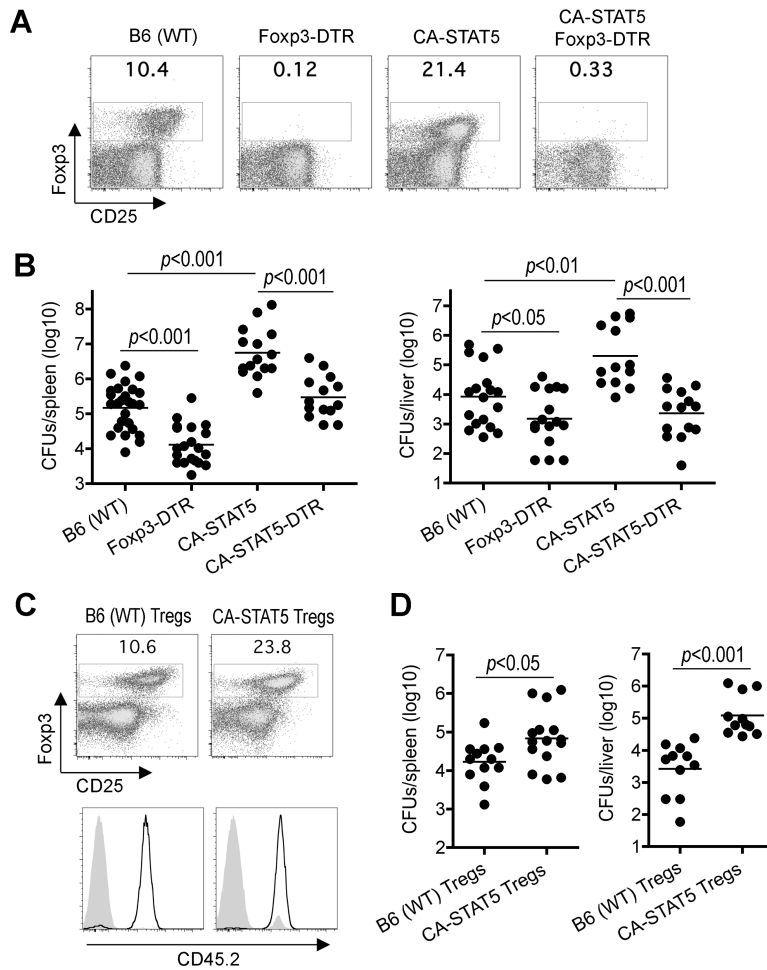 A
B6 (WT)
Foxp3-DTR
CA-STAT5
CA-STAT5
Foxp3-DTR
10.4
0.12
21.4
0.33
Foxp3
CD25
B
p<0.001
p<0.001
p<0.001
CFUs/spleen (log10)
8
7
6
5
4
3
B6 (WT)
Foxp3-DTR
CA-STAT5
CA-STAT5-DTR
p<0.01
p<0.001
p<0.05
CFUs/liver (log10)
7
6
5
4
3
2
1
B6 (WT)
Foxp3-DTR
CA-STAT5
CA-STAT5-DTR
C
B6 (WT) Tregs
CA-STAT5 Tregs
10.6
23.8
Foxp3
CD25
CD45.2
D
p<0.05
CFUs/spleen (log10)
7
6
5
4
3
2
B6 (WT) Tregs
CA-STAT5 Tregs
p<0.001
CFUs/liver (log10)
7
6
5
4
3
2
1
B6 (WT) Tregs
CA-STAT5 Tregs